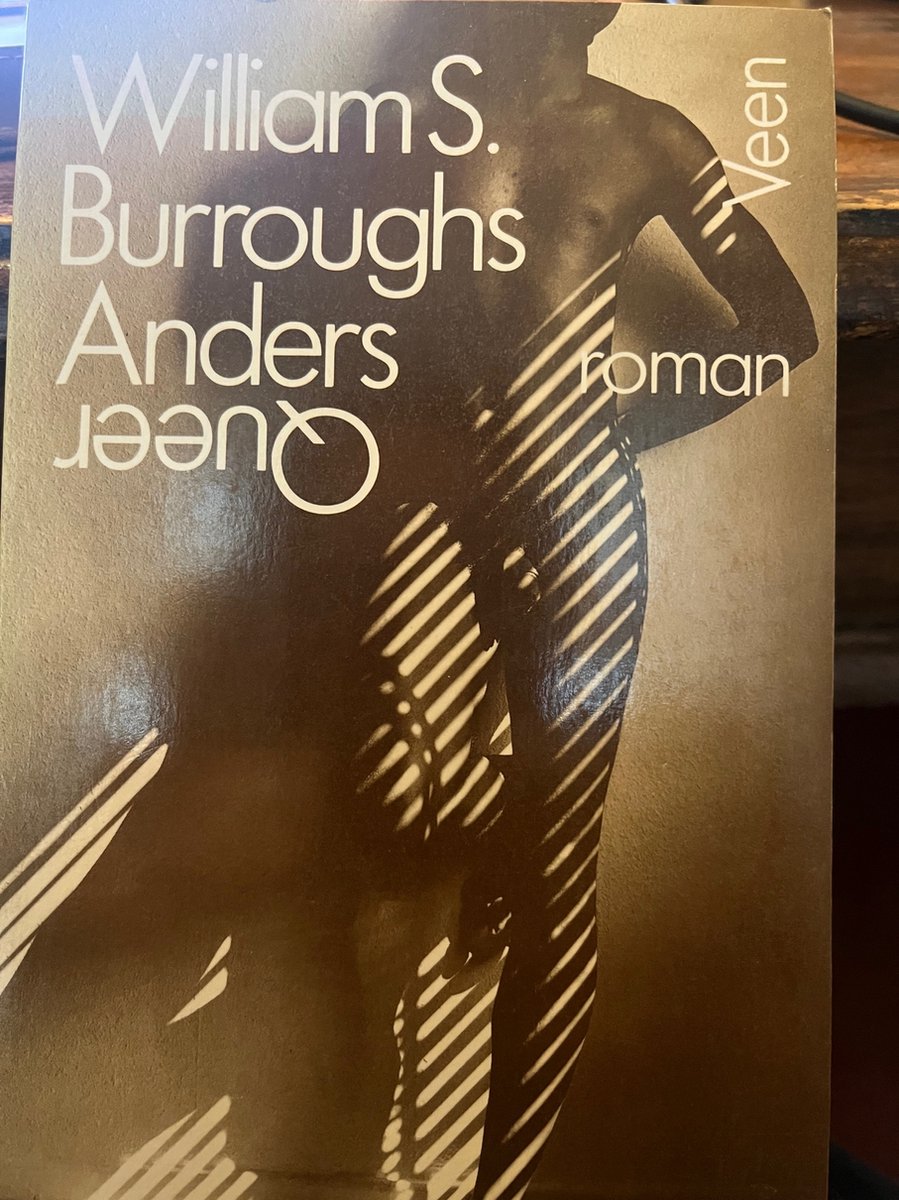 William S.
Burroughs
Anders
Queer
roman
Veen